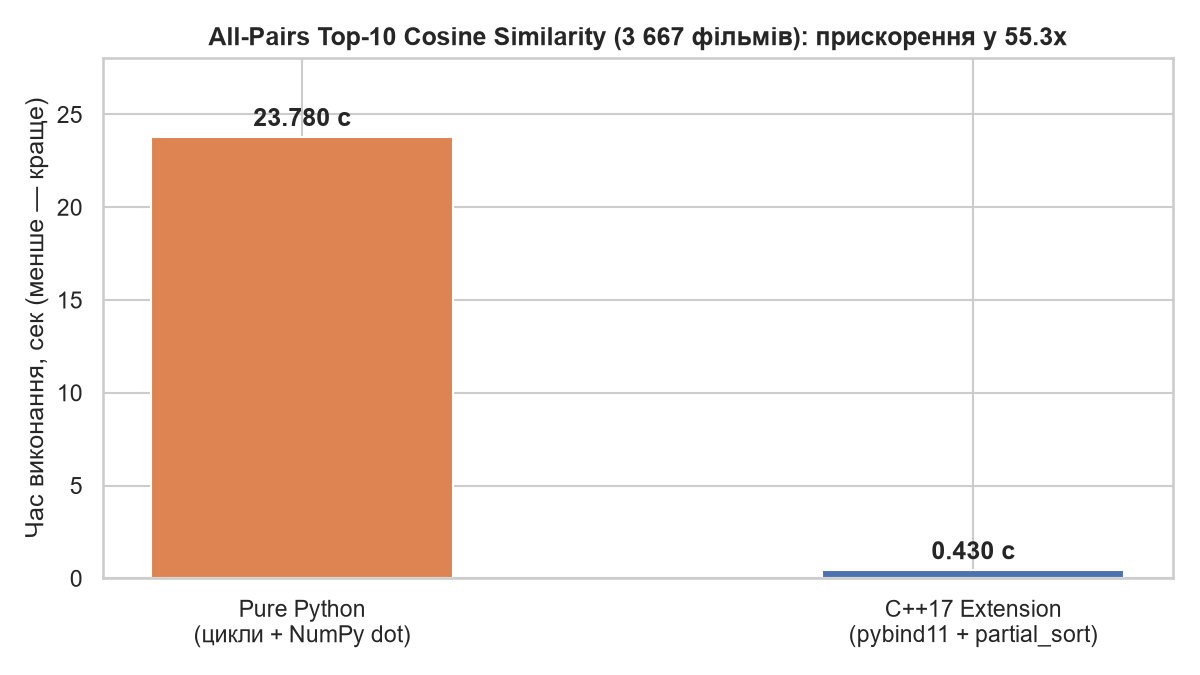 All-Pairs Top-10 Cosine Similarity (3 667 фільмів): прискорення у 55.3x
Час виконання, сек (менше — краще)
25
20
15
10
5
0
23.780 с
0.430 с
Pure Python
(цикли + NumPy dot)
C++17 Extension
(pybind11 + partial_sort)